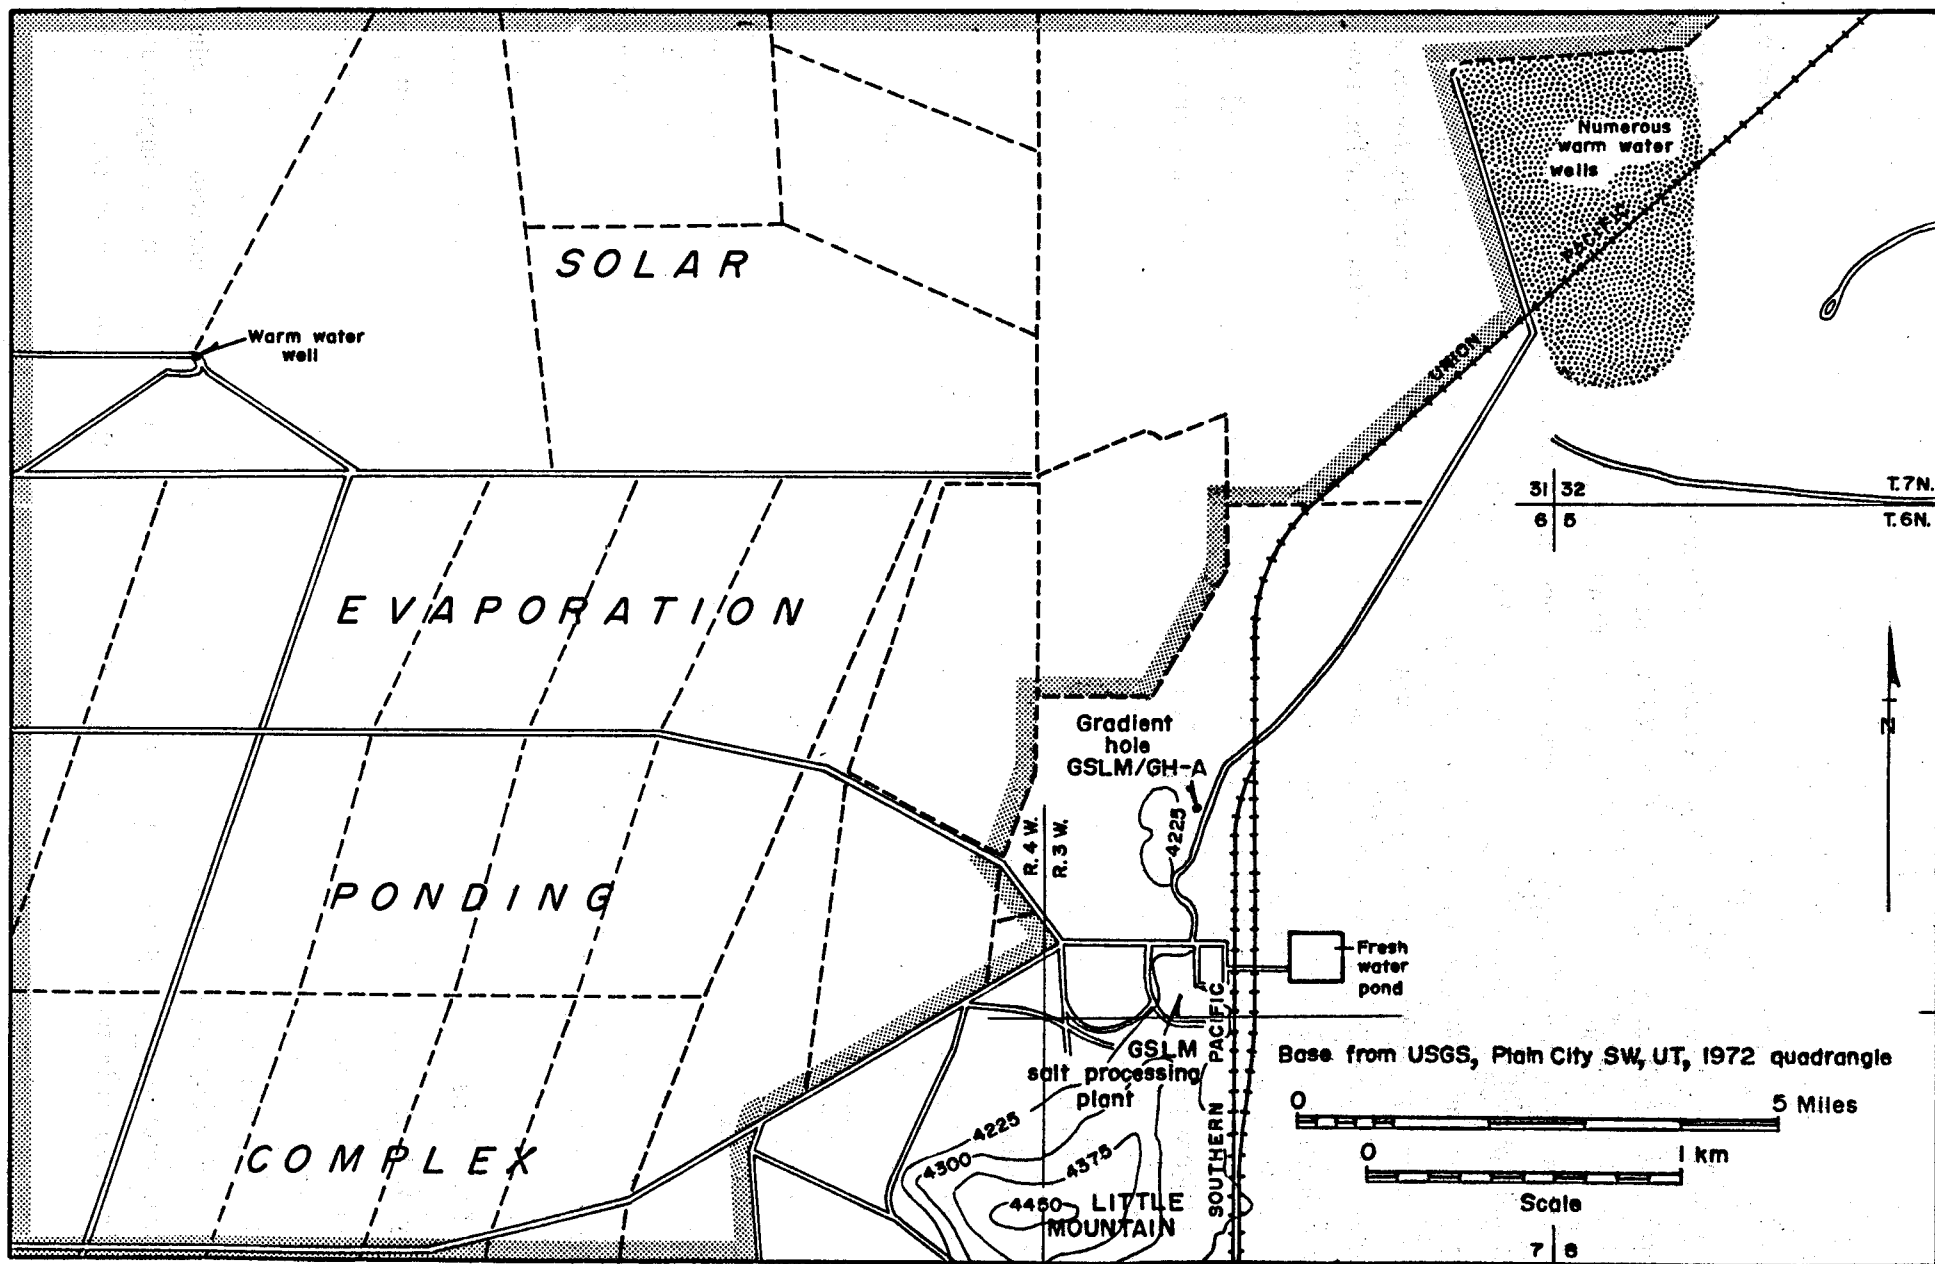 Numerous
warm water
wells
PACIFIC
UNION
SOLAR
Warm water
well
31 32
6 5
T.7N.
T.6N.
EVAPORATION
N
Gradient
hole
GSLM/GH-A
4225
R.4 W.
R.3 W.
PONDING
Fresh
water
pond
SOUTHERN PACIFIC
GSLM
salt processing
plant
Base from USGS, Plain City SW, UT, 1972 quadrangle
0 5 Miles
0 1 km
Scale
COMPLEX
4225
4300
4375
4450
LITTLE
MOUNTAIN
7 8